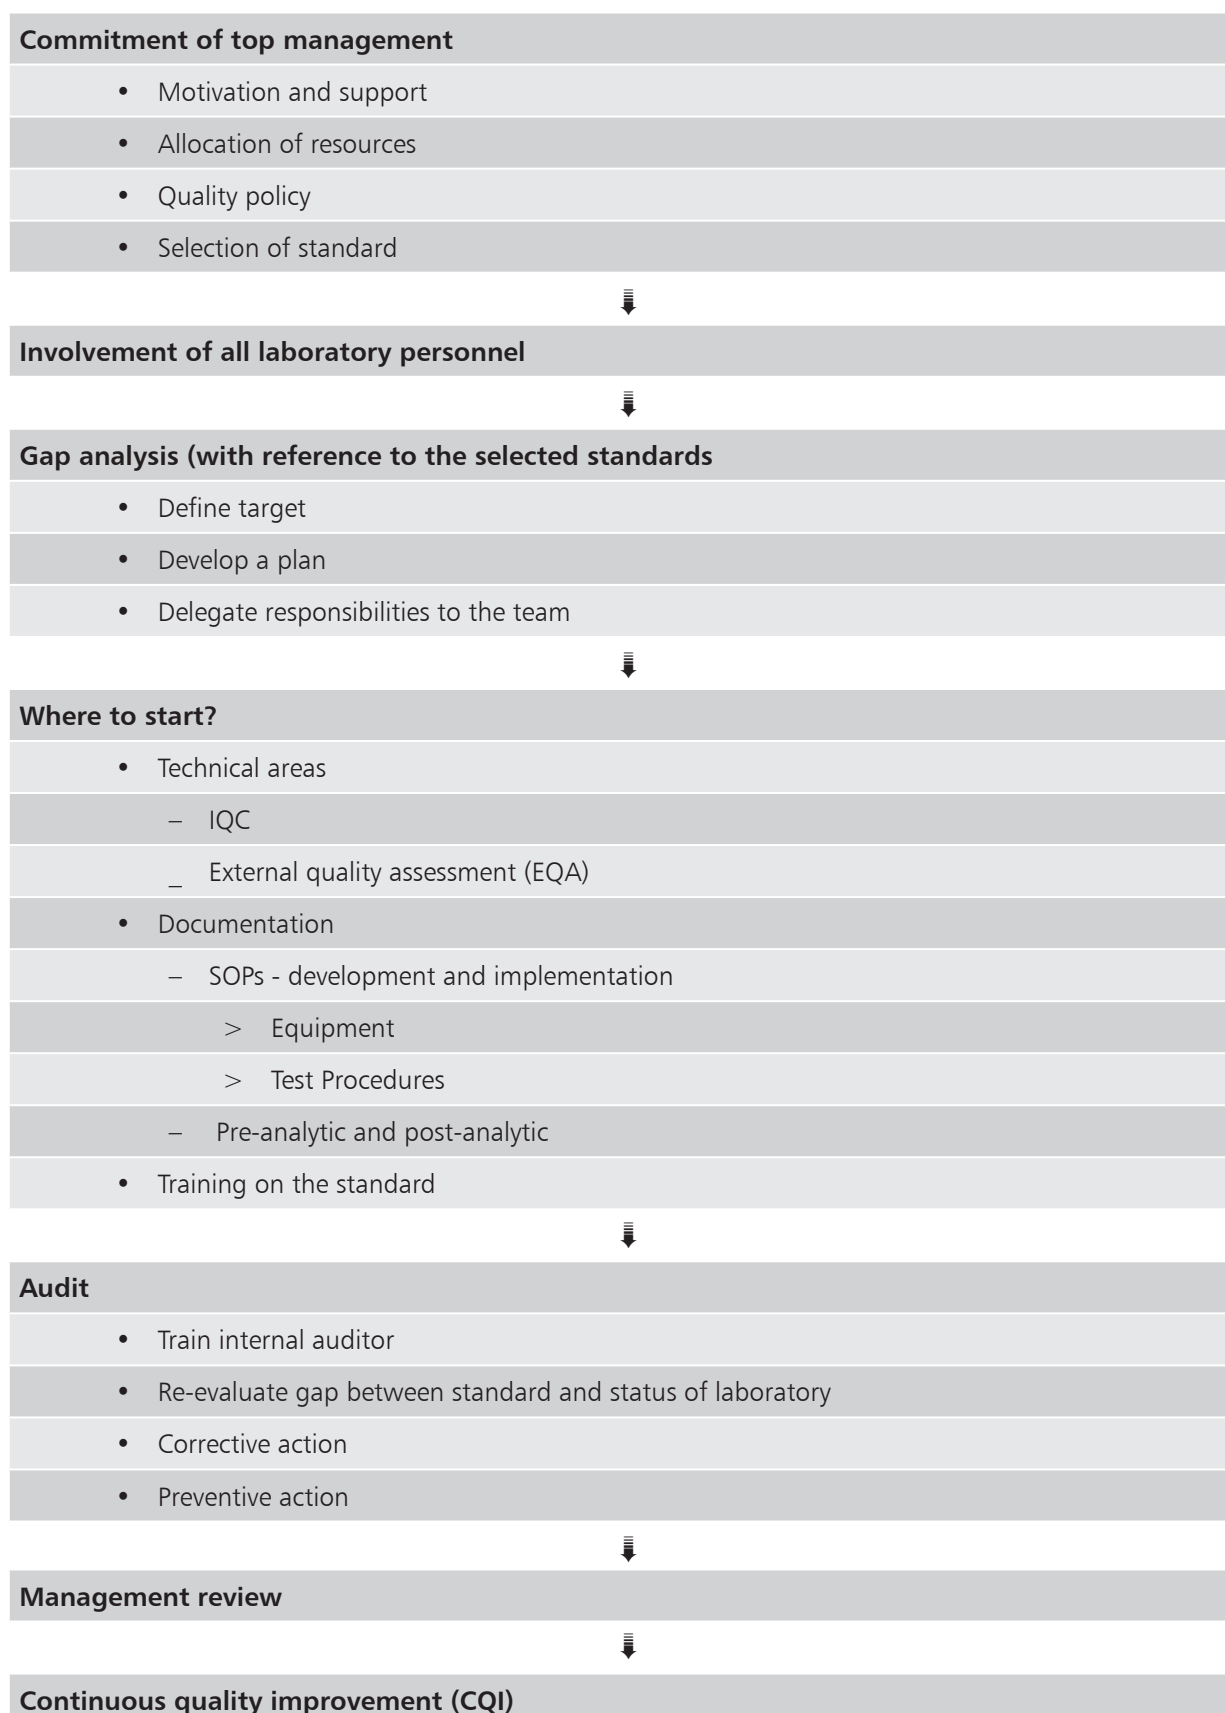 Commitment of top management
• Motivation and support
• Allocation of resources
• Quality policy
• Selection of standard
Involvement of all laboratory personnel
Gap analysis (with reference to the selected standards
• Define target
• Develop a plan
• Delegate responsibilities to the team
Where to start?
• Technical areas
– IQC
_ External quality assessment (EQA)
• Documentation
– SOPs - development and implementation
> Equipment
> Test Procedures
– Pre-analytic and post-analytic
• Training on the standard
Audit
• Train internal auditor
• Re-evaluate gap between standard and status of laboratory
• Corrective action
• Preventive action
Management review
Continuous quality improvement (CQI)